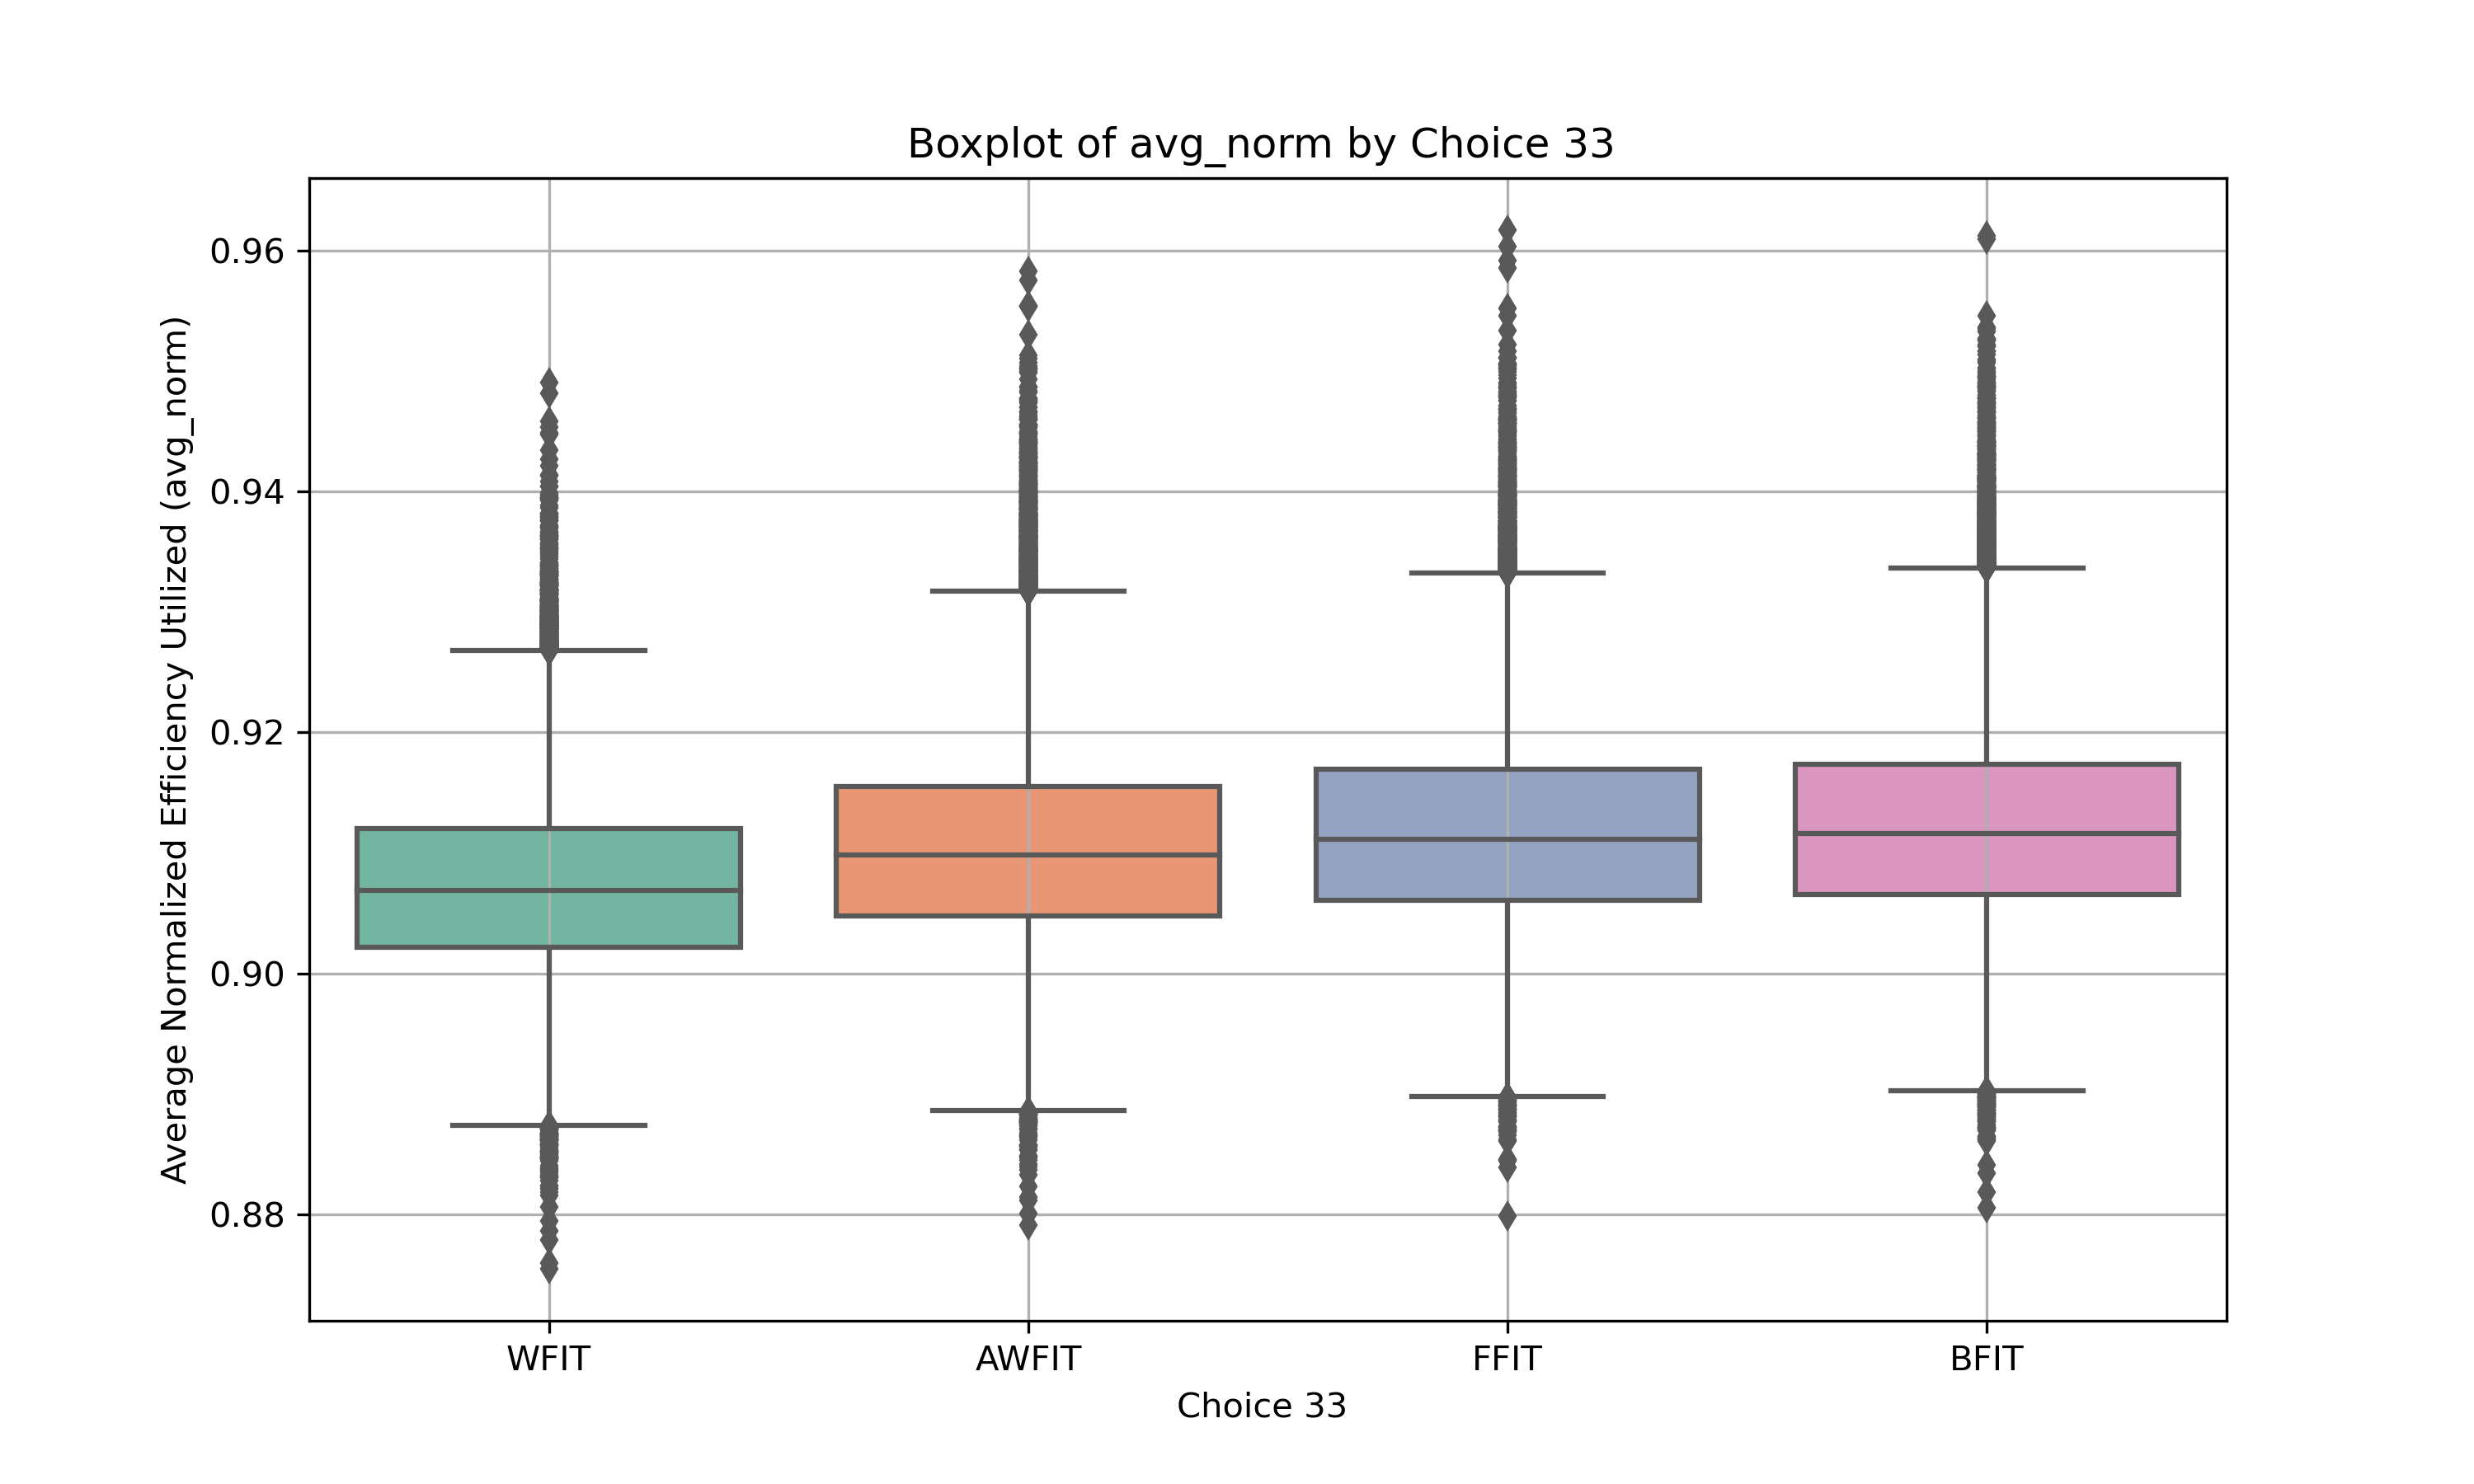 Boxplot of avg_norm by Choice 33
Average Normalized Efficiency Utilized (avg_norm)
0.96
0.94
0.92
0.90
0.88
WFIT AWFIT FFIT BFIT
Choice 33